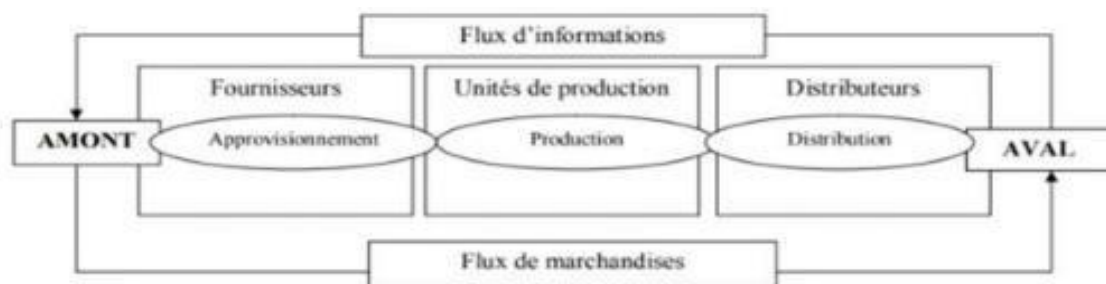 Flux d'informations
Fournisseurs
Unités de production
Distributeurs
AMONT
Approvisionnement
Production
Distribution
AVAL
Flux de marchandises